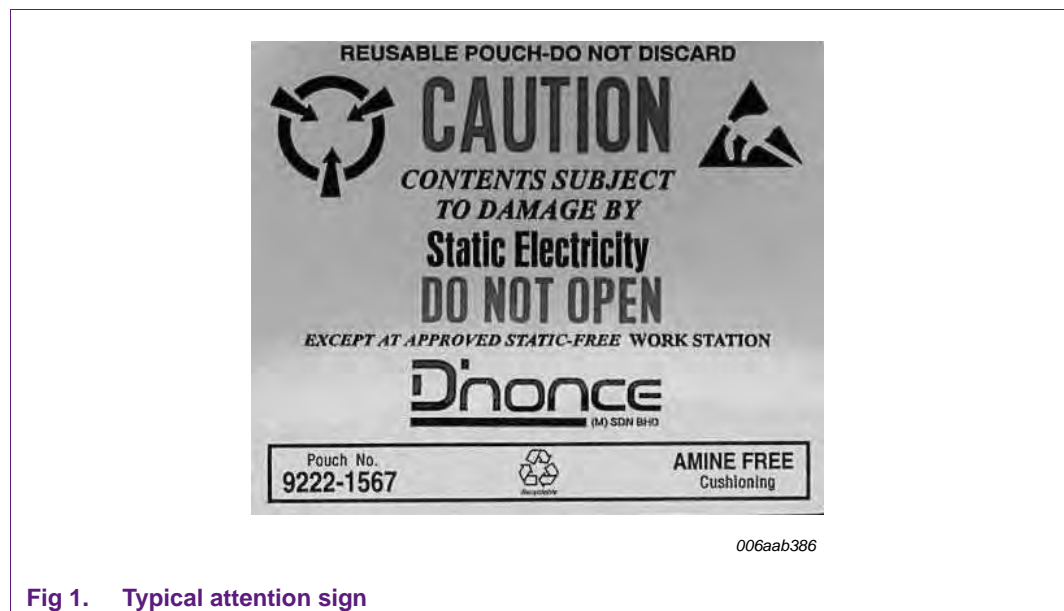 REUSABLE POUCH-DO NOT DISCARD
CAUTION
CONTENTS SUBJECT
TO DAMAGE BY
Static Electricity
DO NOT OPEN
EXCEPT AT APPROVED STATIC-FREE WORK STATION
D'nonce
(M) SDN BHD
Pouch No.
9222-1567
Recyclable
AMINE FREE
Cushioning
006aab386
Fig 1. Typical attention sign